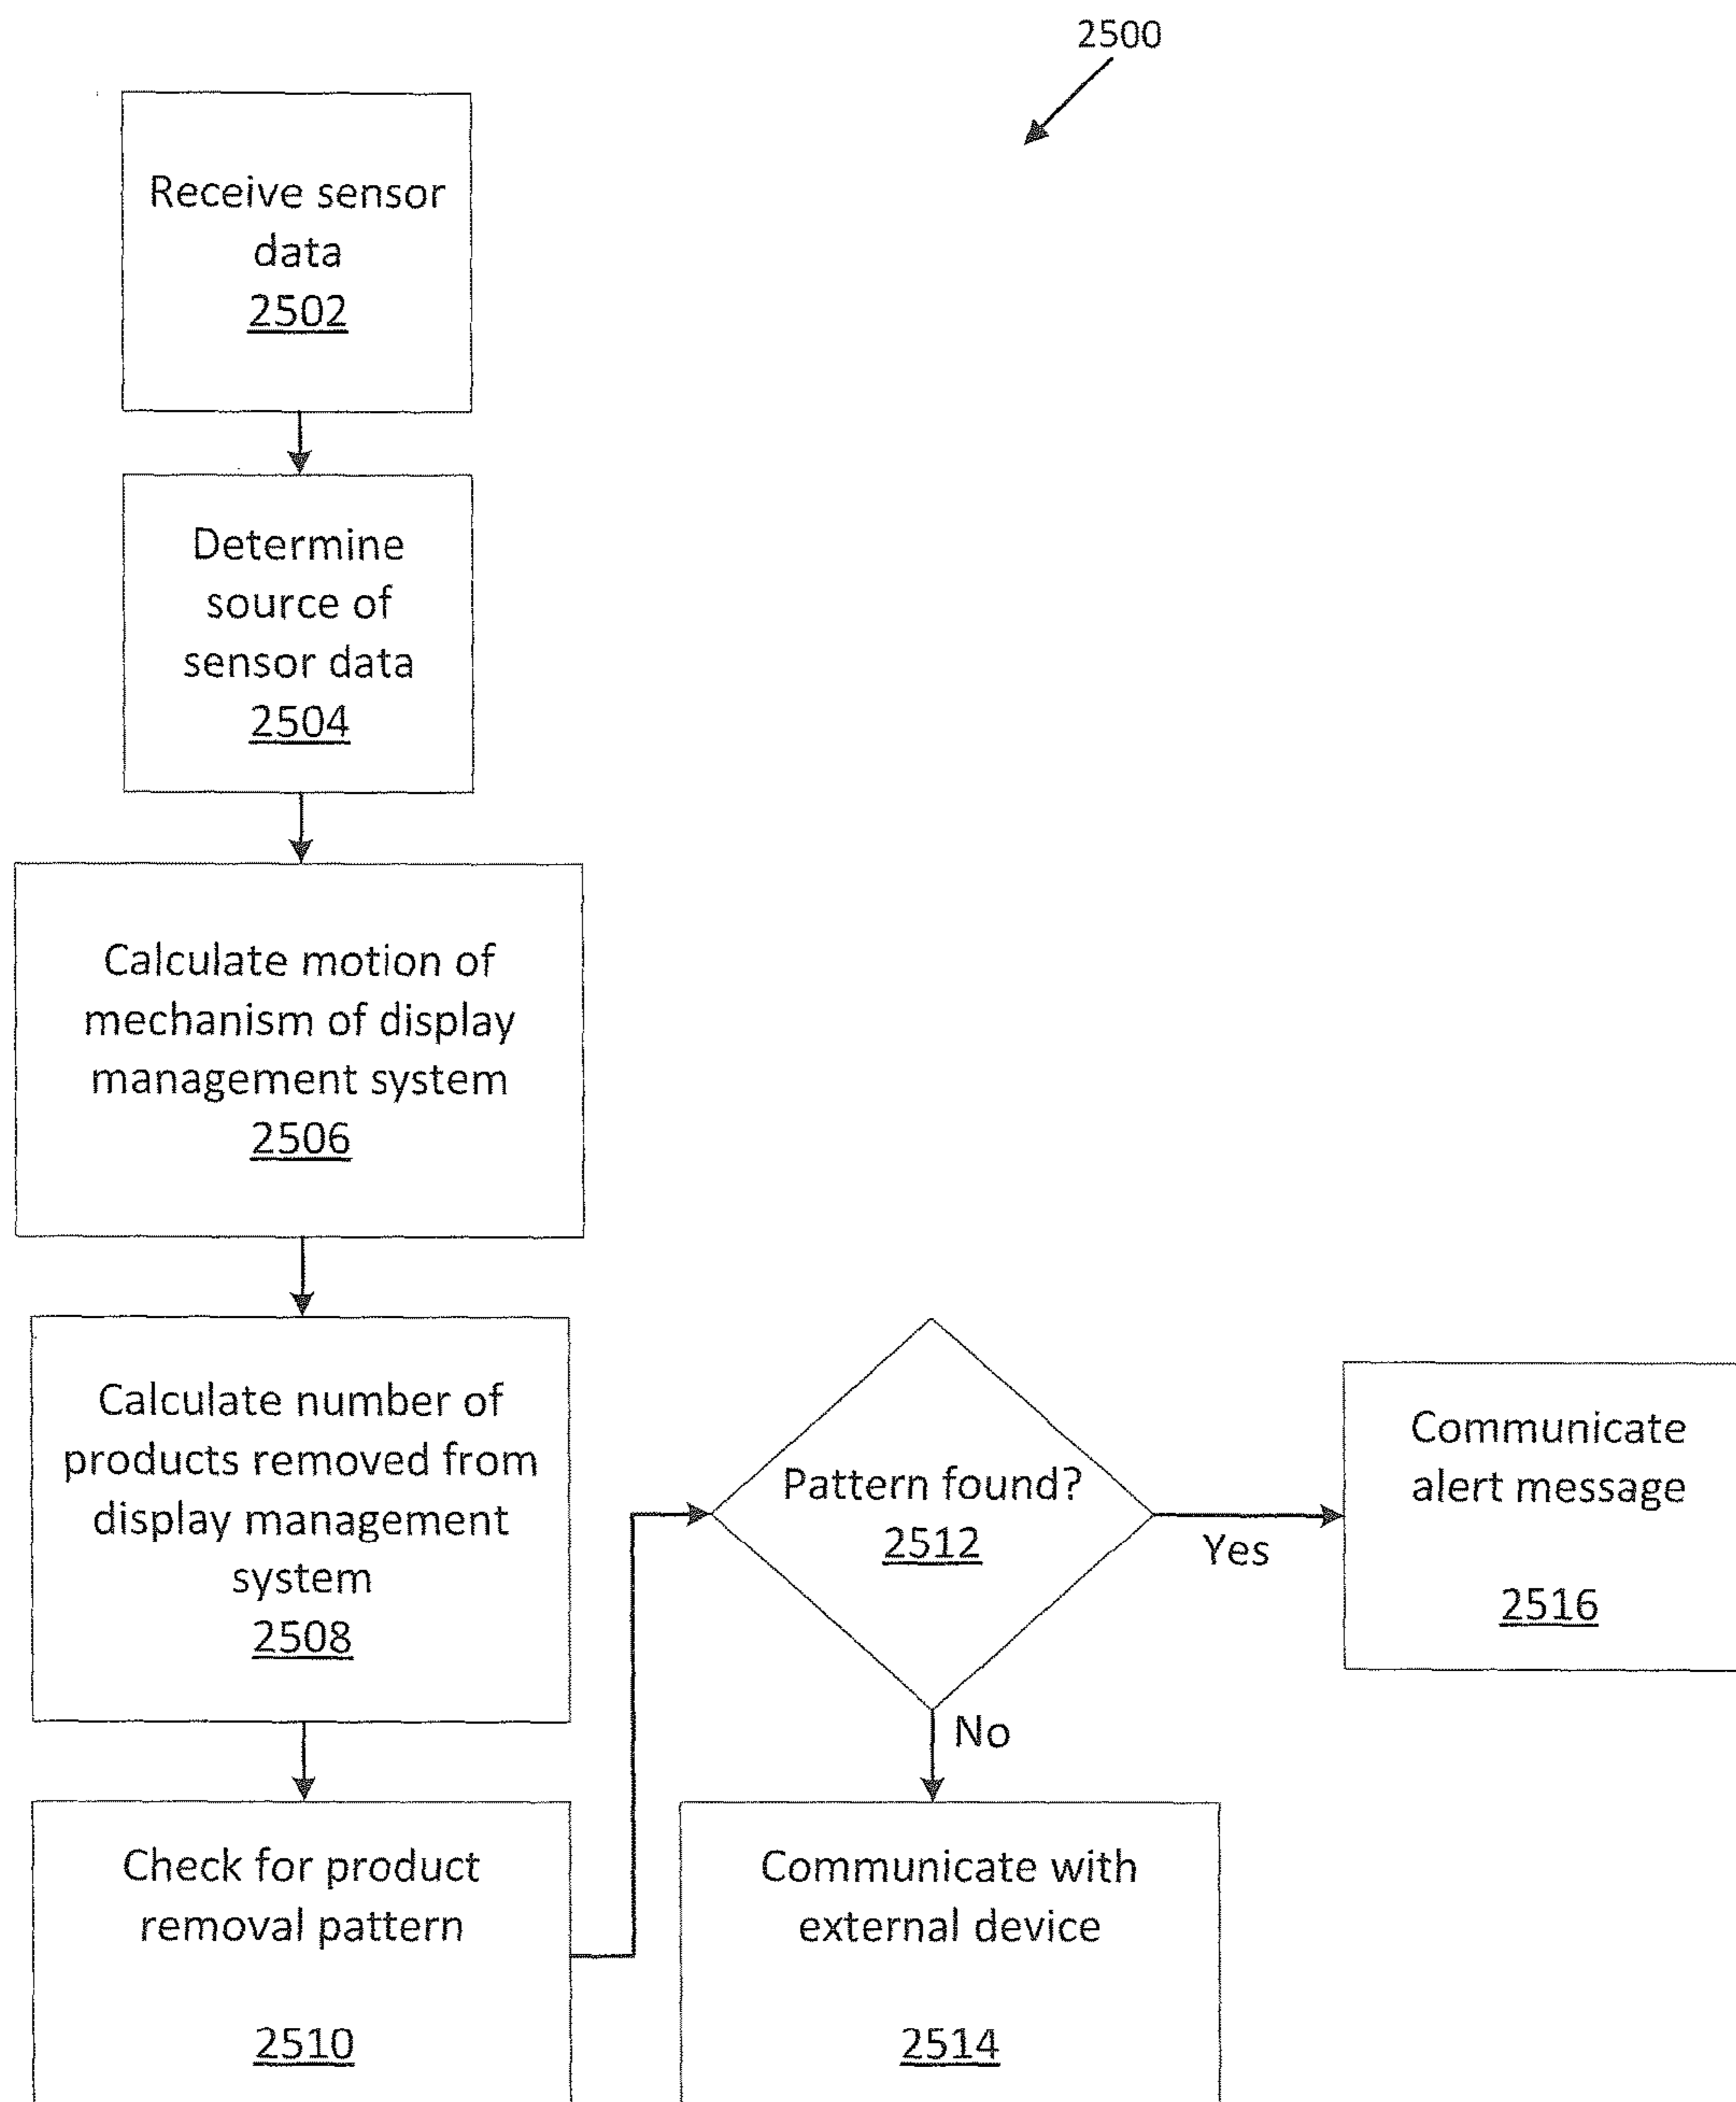 2500
Receive sensor
data
2502
Determine
source of
sensor data
2504
Calculate motion of
mechanism of display
management system
2506
Calculate number of
products removed from
display management
system
2508
Check for product
removal pattern
2510
Pattern found?
2512
Yes
No
Communicate with
external device
2514
Communicate
alert message
2516